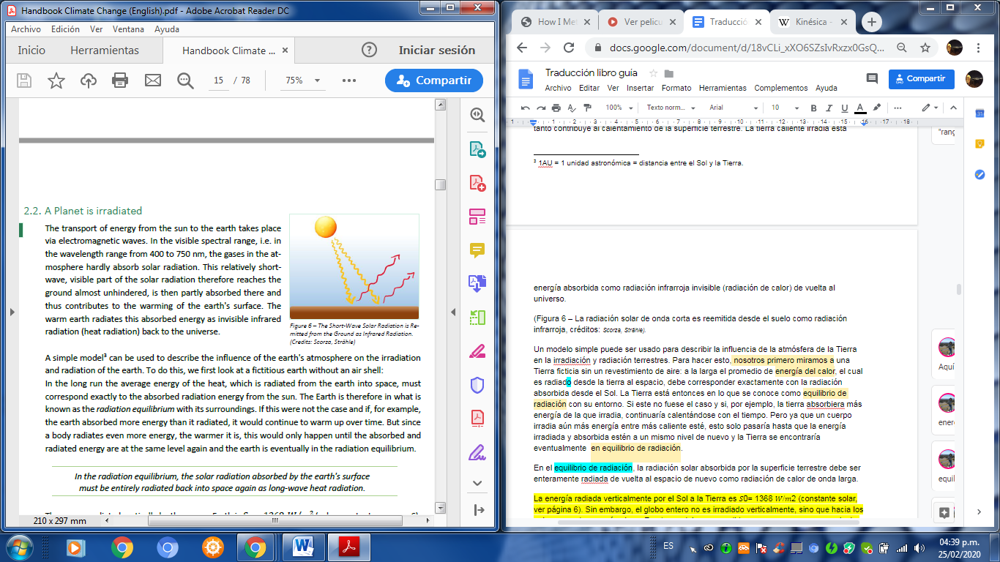 Handbook Climate Change (English).pdf - Adobe Acrobat Reader DC
Archivo Edición Ver Ventana Ayuda
Inicio Herramientas Handbook Climate ... × Iniciar sesión
15 / 78 75% Compartir
2.2. A Planet is irradiated
The transport of energy from the sun to the earth takes place
via electromagnetic waves. In the visible spectral range, i.e. in
the wavelength range from 400 to 750 nm, the gases in the at-
mosphere hardly absorb solar radiation. This relatively short-
wave, visible part of the solar radiation therefore reaches the
ground almost unhindered, is then partly absorbed there and
thus contributes to the warming of the earth's surface. The
warm earth radiates this absorbed energy as invisible infrared
radiation (heat radiation) back to the universe.
Figure 6 – The Short-Wave Solar Radiation is Re-
mitted from the Ground as Infrared Radiation.
(Credits: Scorza, Strähle)
A simple model³ can be used to describe the influence of the earth's atmosphere on the irradiation
and radiation of the earth. To do this, we first look at a fictitious earth without an air shell:
In the long run the average energy of the heat, which is radiated from the earth into space, must
correspond exactly to the absorbed radiation energy from the sun. The Earth is therefore in what is
known as the radiation equilibrium with its surroundings. If this were not the case and if, for example,
the earth absorbed more energy than it radiated, it would continue to warm up over time. But since
a body radiates even more energy, the warmer it is, this would only happen until the absorbed and
radiated energy are at the same level again and the earth is eventually in the radiation equilibrium.
In the radiation equilibrium, the solar radiation absorbed by the earth's surface
must be entirely radiated back into space again as long-wave heat radiation.
210 x 297 mm
How I Me × Ver pelicu × Traducció × Kinésica - ×
docs.google.com/document/d/18vCLi_xXO6SZsIvRxzx0GsQ...
Traducción libro guía
Compartir
Archivo Editar Ver Insertar Formato Herramientas Complementos Ayuda
100% Texto norm... Arial 10 B I U A
1 1 2 3 4 5 6 7 8 9 10 11 12 13 14 15 16 17 18
tanto contribuye al calentamiento de la superficie terrestre. La tierra caliente irradia esta
"rang
³ 1AU = 1 unidad astronómica = distancia entre el Sol y la Tierra.
energía absorbida como radiación infrarroja invisible (radiación de calor) de vuelta al
universo.
(Figura 6 – La radiación solar de onda corta es reemitida desde el suelo como radiación
infrarroja, créditos: Scorza, Strähle).
Un modelo simple puede ser usado para describir la influencia de la atmósfera de la Tierra
en la irradiación y radiación terrestres. Para hacer esto, nosotros primero miramos a una
Tierra ficticia sin un revestimiento de aire: a la larga el promedio de energía del calor, el cual
es radiado desde la tierra al espacio, debe corresponder exactamente con la radiación
absorbida desde el Sol. La Tierra está entonces en lo que se conoce como equilibrio de
radiación con su entorno. Si este no fuese el caso y si, por ejemplo, la tierra absorbiera más
energía de la que irradia, continuaría calentándose con el tiempo. Pero ya que un cuerpo
irradia aún más energía entre más caliente esté, esto solo pasaría hasta que la energía
irradiada y absorbida estén a un mismo nivel de nuevo y la Tierra se encontraría
eventualmente en equilibrio de radiación.
En el equilibrio de radiación, la radiación solar absorbida por la superficie terrestre debe ser
enteramente radiada de vuelta al espacio de nuevo como radiación de calor de onda larga.
La energía radiada verticalmente por el Sol a la Tierra es S0= 1368 W/m2 (constante solar,
ver página 6). Sin embargo, el globo entero no es irradiado verticalmente, sino que hacia los
Aquí
ener
equil
ES
04:39 p.m.
25/02/2020